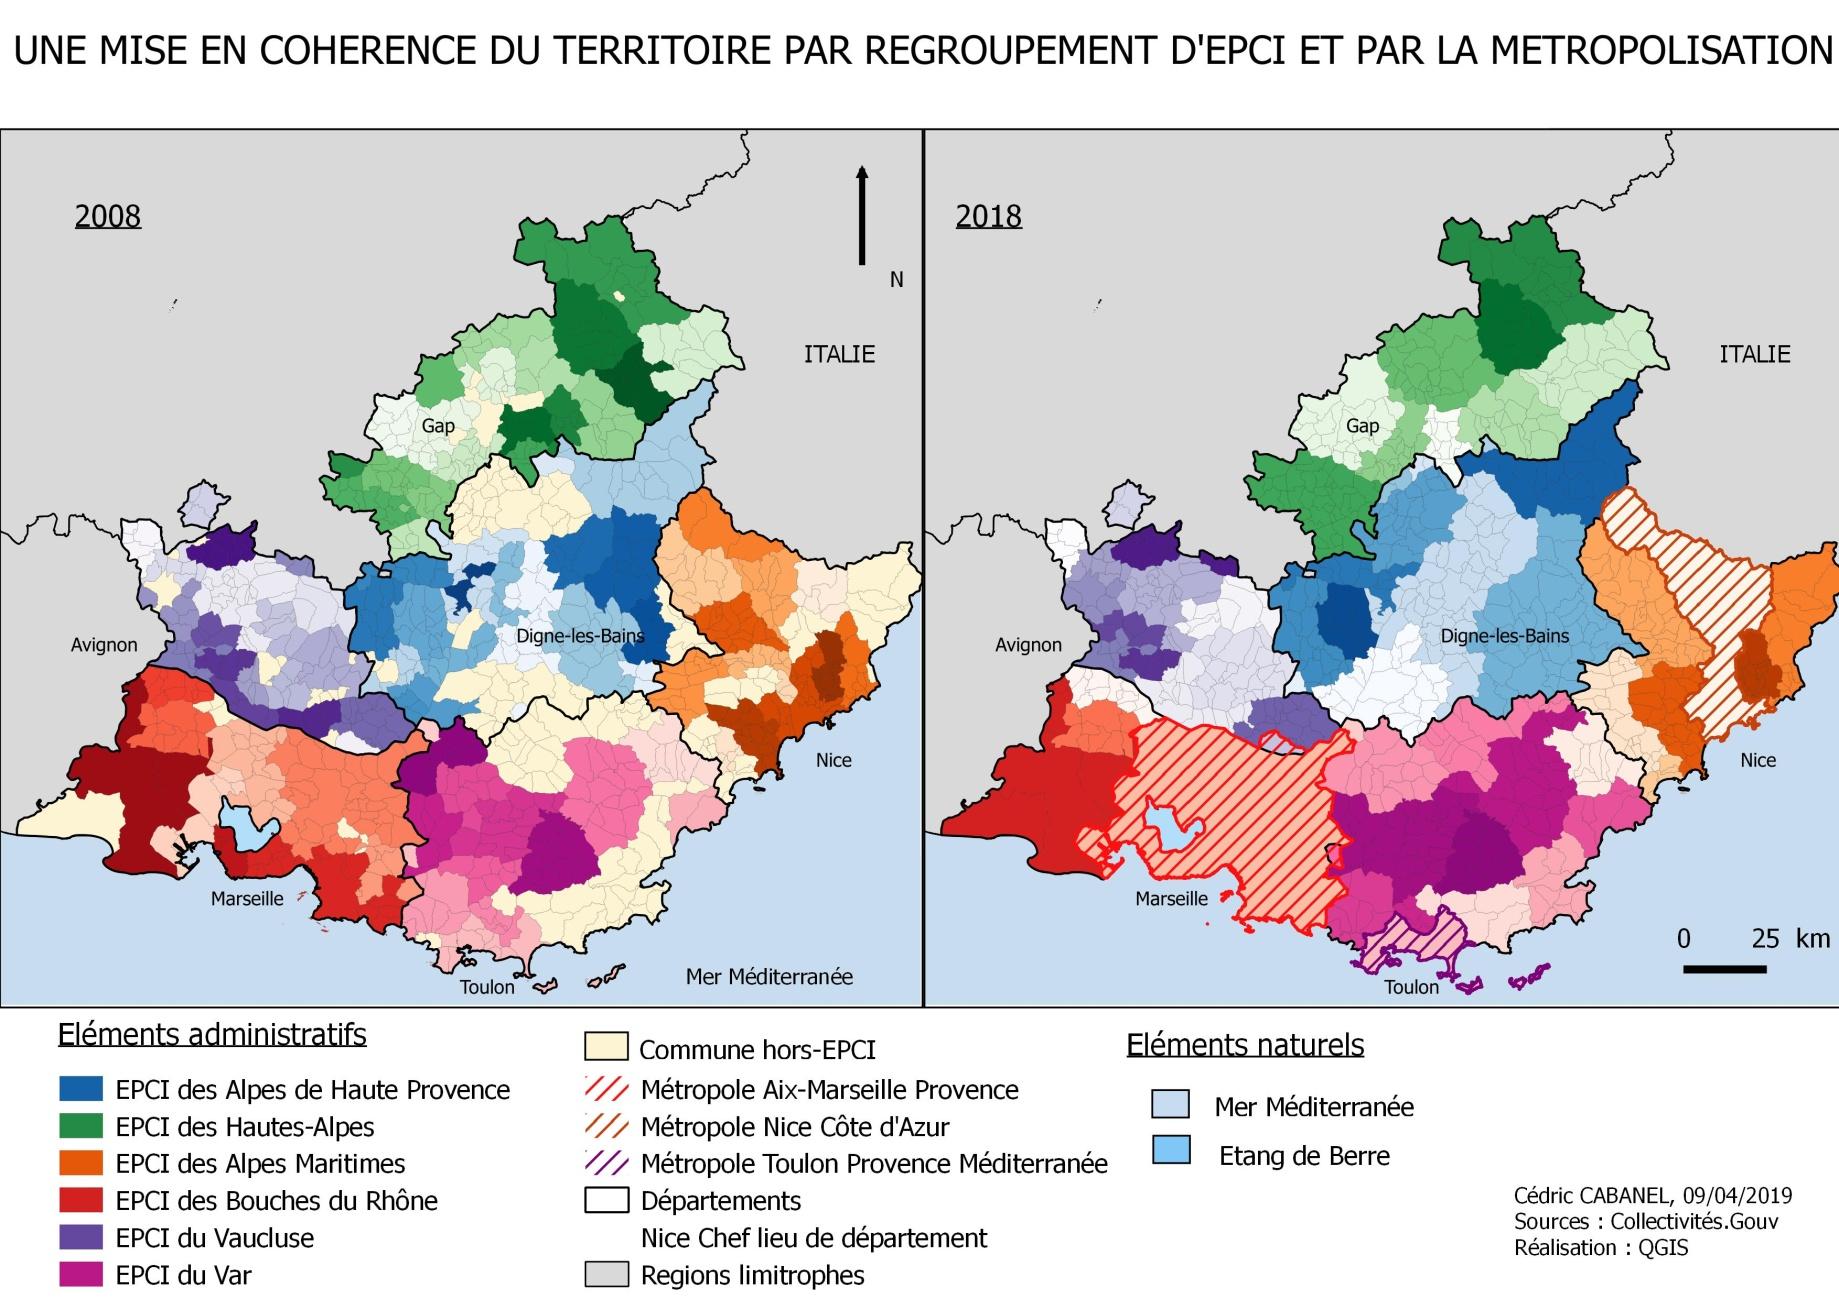 UNE MISE EN COHERENCE DU TERRITOIRE PAR REGROUPEMENT D'EPCI ET PAR LA METROPOLISATION
2008
N
ITALIE
Gap
Avignon
Digne-les-Bains
Nice
Marseille
Toulon
Mer Méditerranée
2018
ITALIE
Gap
Avignon
Digne-les-Bains
Nice
Marseille
Toulon
0 25 km
Eléments administratifs
EPCI des Alpes de Haute Provence
EPCI des Hautes-Alpes
EPCI des Alpes Maritimes
EPCI des Bouches du Rhône
EPCI du Vaucluse
EPCI du Var
Commune hors-EPCI
Métropole Aix-Marseille Provence
Métropole Nice Côte d'Azur
Métropole Toulon Provence Méditerranée
Départements
Nice Chef lieu de département
Regions limitrophes
Eléments naturels
Mer Méditerranée
Etang de Berre
Cédric CABANEL, 09/04/2019
Sources : Collectivités.Gouv
Réalisation : QGIS